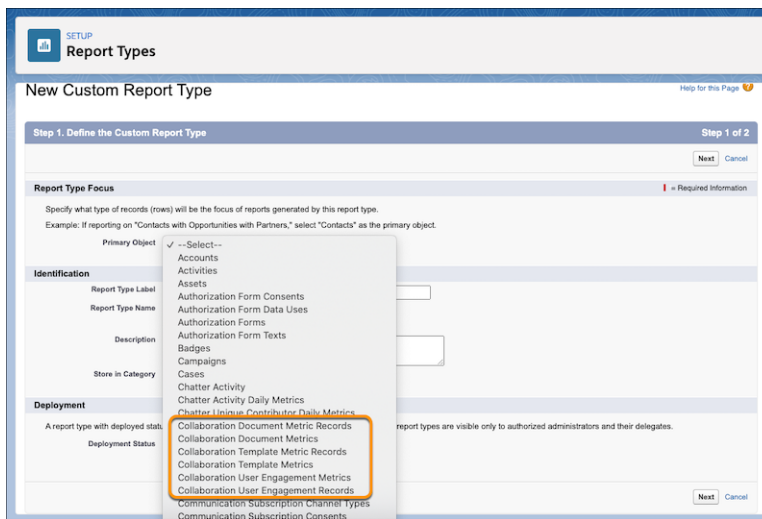 SETUP
Report Types
New Custom Report Type
Help for this Page
Step 1. Define the Custom Report Type
Step 1 of 2
Next Cancel
Report Type Focus
= Required Information
Specify what type of records (rows) will be the focus of reports generated by this report type.
Example: If reporting on "Contacts with Opportunities with Partners," select "Contacts" as the primary object.
Primary Object
✓ --Select--
Accounts
Activities
Assets
Authorization Form Consents
Authorization Form Data Uses
Authorization Forms
Authorization Form Texts
Badges
Campaigns
Cases
Chatter Activity
Chatter Activity Daily Metrics
Chatter Unique Contributor Daily Metrics
Collaboration Document Metric Records
Collaboration Document Metrics
Collaboration Template Metric Records
Collaboration Template Metrics
Collaboration User Engagement Metrics
Collaboration User Engagement Records
Communication Subscription Channel Types
Communication Subscription Consents
Identification
Report Type Label
Report Type Name
Description
Store in Category
Deployment
A report type with deployed report types are visible only to authorized administrators and their delegates.
Deployment Status
Next Cancel